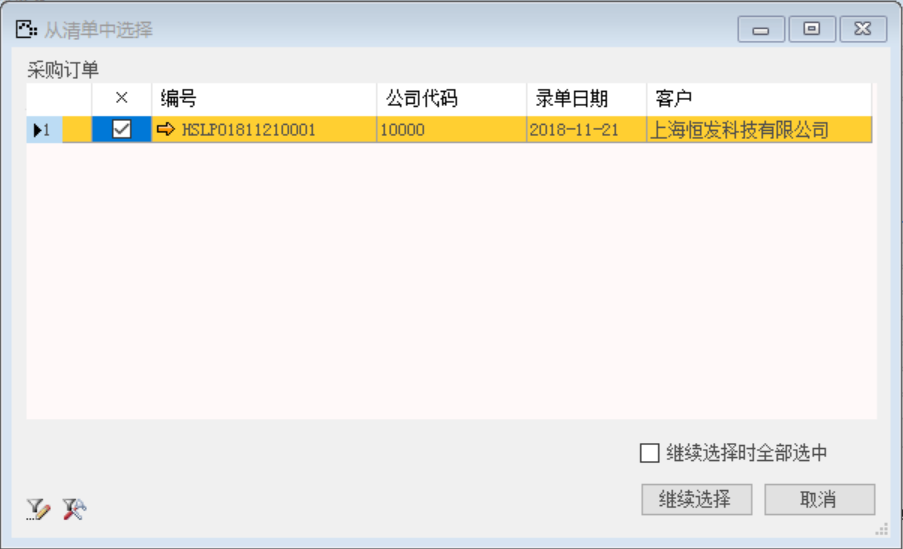 从清单中选择
采购订单
× 编号 公司代码 录单日期 客户
1 HSLP01811210001 10000 2018-11-21 上海恒发科技有限公司
继续选择时全部选中
继续选择 取消